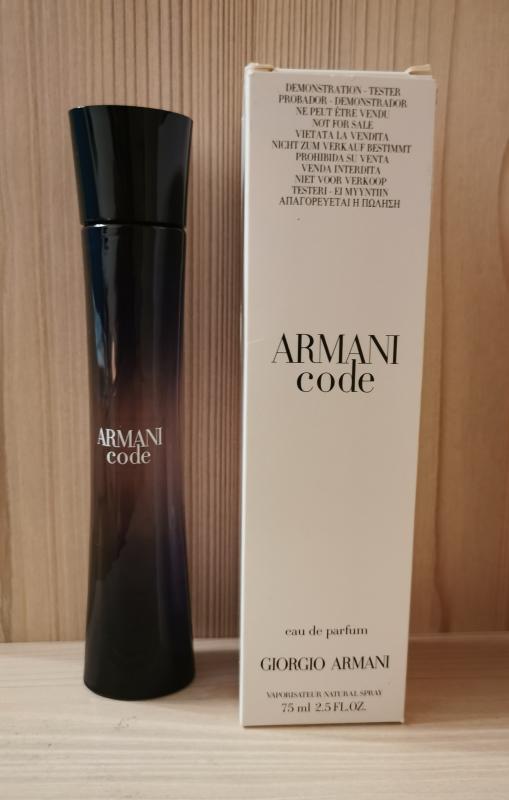 ARMANI
code
DEMONSTRATION - TESTER
PROBADOR - DEMONSTRADOR
NE PEUT ÊTRE VENDU
NOT FOR SALE
VIETATA LA VENDITA
NICHT ZUM VERKAUF BESTIMMT
PROHIBIDA SU VENTA
VENDA INTERDITA
NIET VOOR VERKOOP
TESTERI - EI MYYNTIIN
ΑΠΑΓΟΡΕΥΕΤΑΙ Η ΠΩΛΗΣΗ
ARMANI
code
eau de parfum
GIORGIO ARMANI
VAPORISATEUR NATURAL SPRAY
75 ml 2.5 FL.OZ.